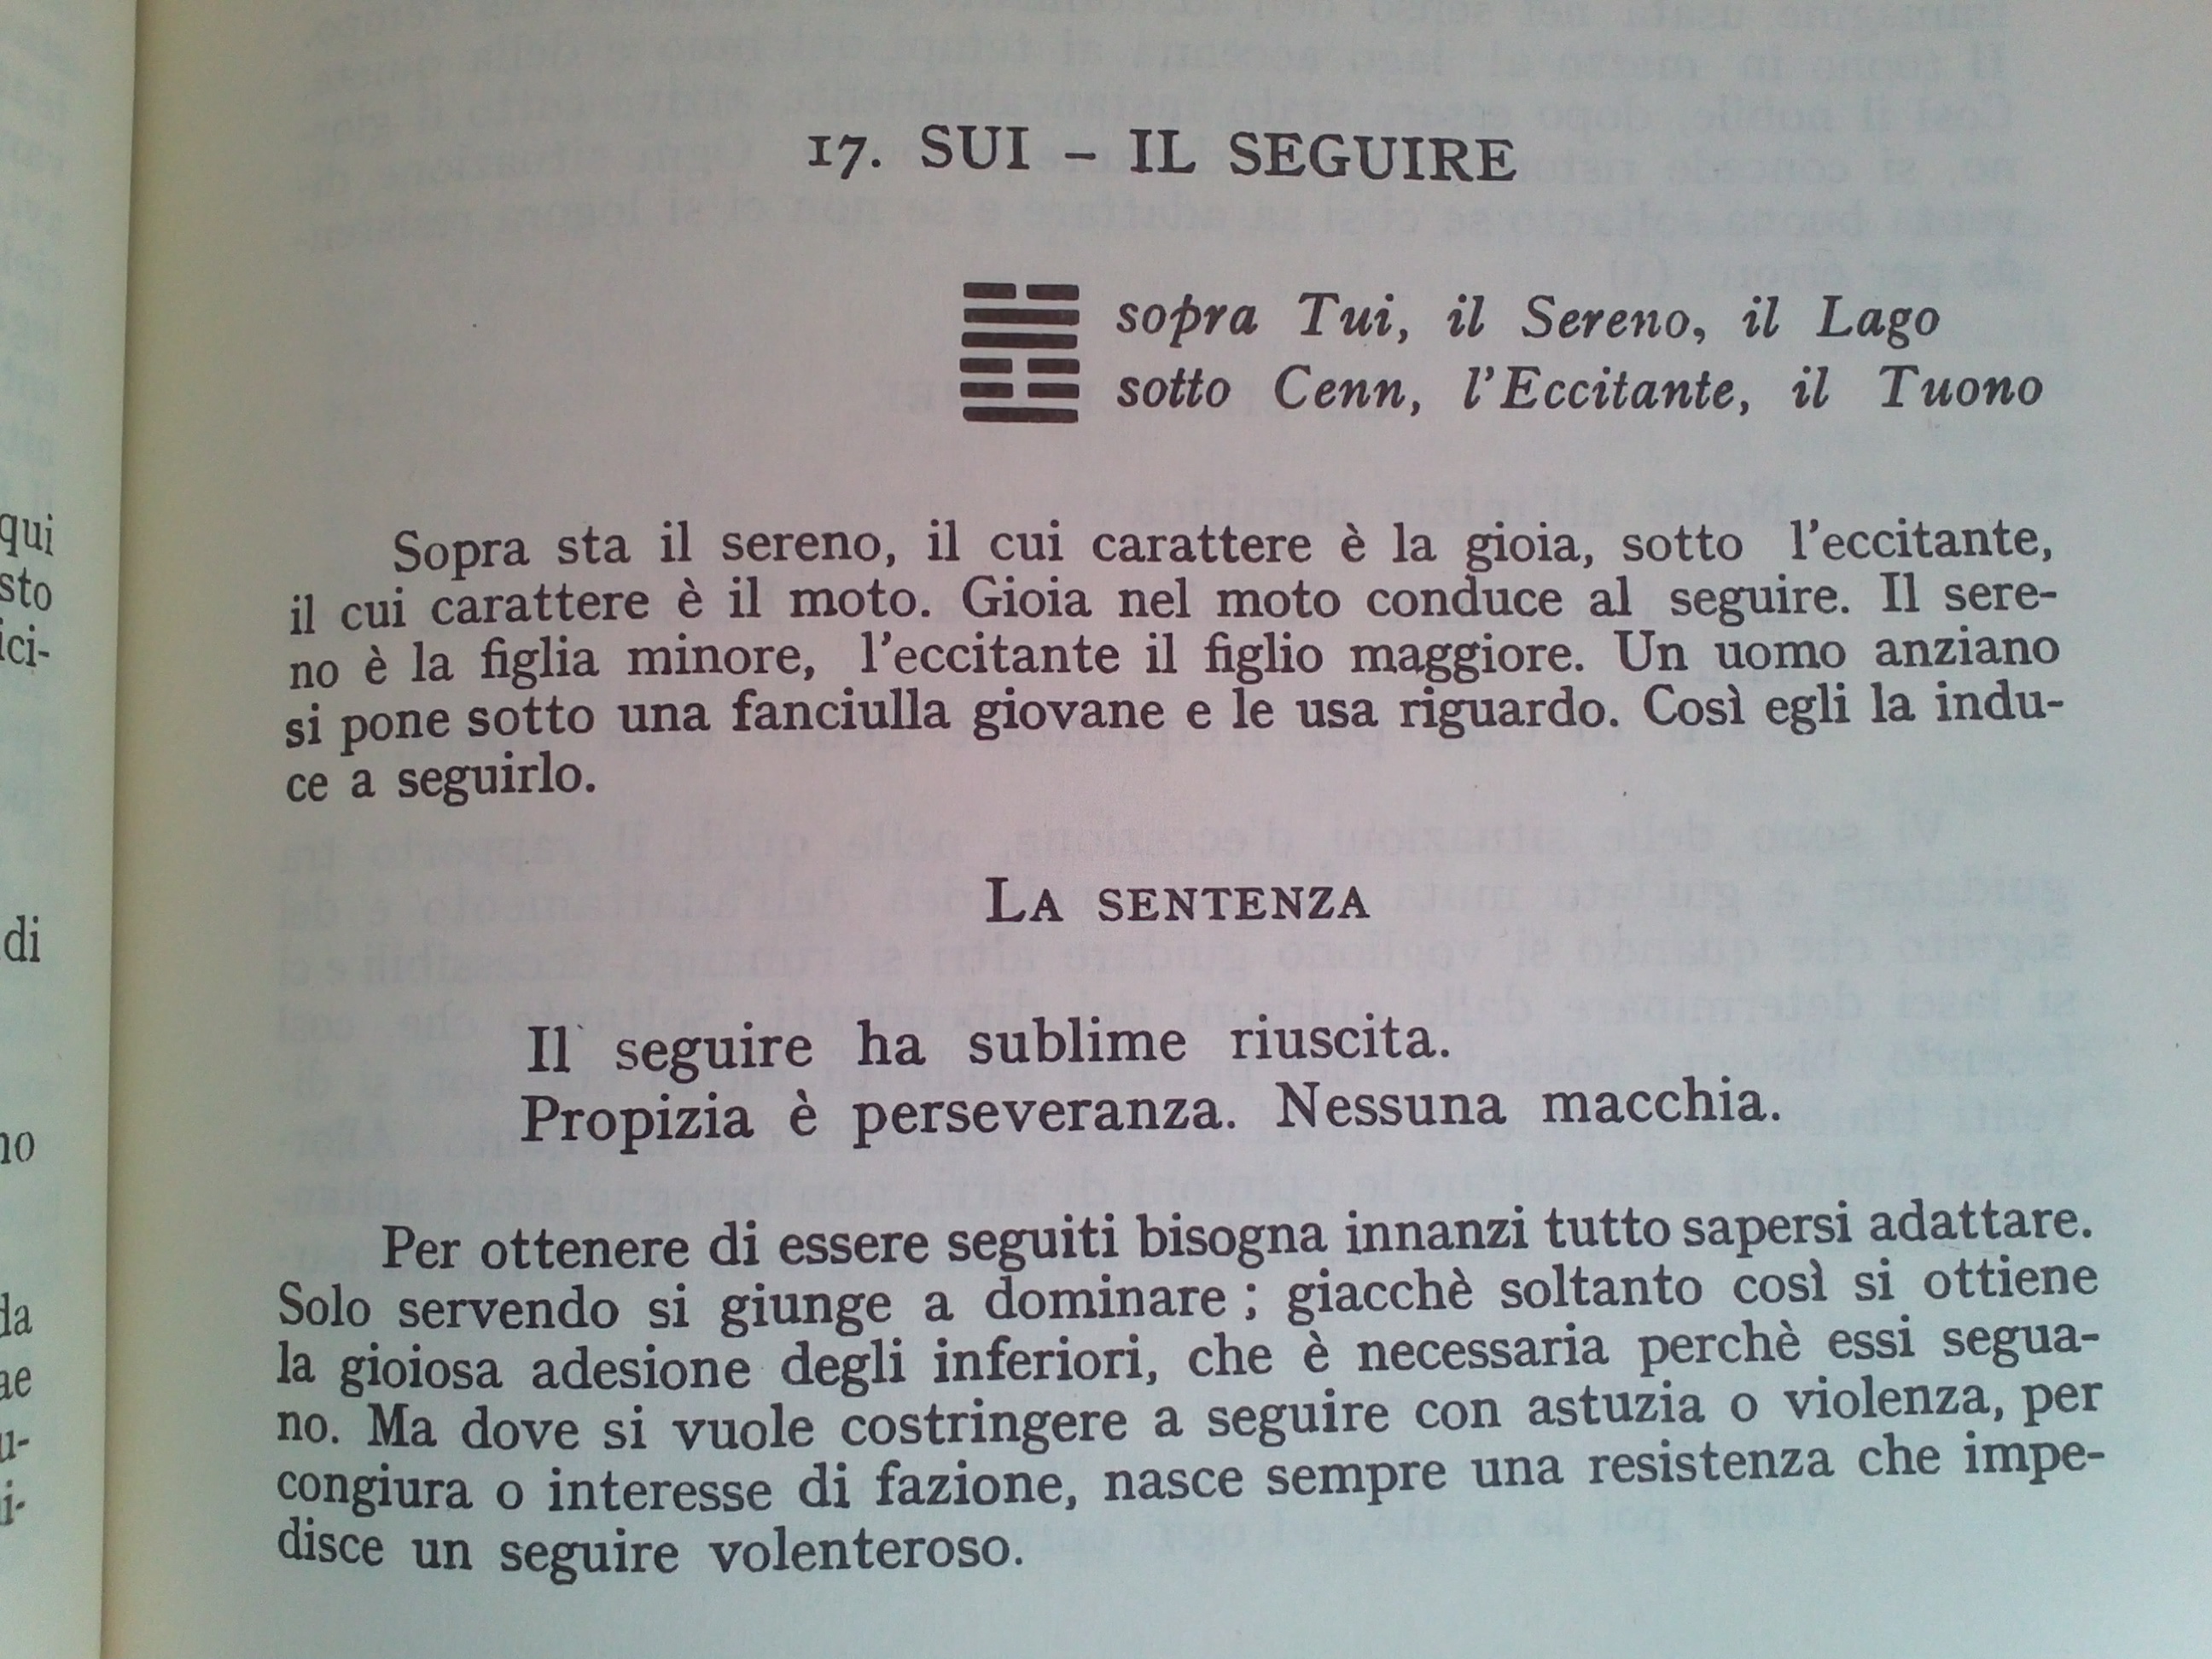 17. SUI – IL SEGUIRE
sopra Tui, il Sereno, il Lago
sotto Cenn, l'Eccitante, il Tuono
Sopra sta il sereno, il cui carattere è la gioia, sotto l'eccitante,
il cui carattere è il moto. Gioia nel moto conduce al seguire. Il sere-
no è la figlia minore, l'eccitante il figlio maggiore. Un uomo anziano
si pone sotto una fanciulla giovane e le usa riguardo. Così egli la indu-
ce a seguirlo.
LA SENTENZA
Il seguire ha sublime riuscita.
Propizia è perseveranza. Nessuna macchia.
Per ottenere di essere seguiti bisogna innanzi tutto sapersi adattare.
Solo servendo si giunge a dominare ; giacchè soltanto così si ottiene
la gioiosa adesione degli inferiori, che è necessaria perchè essi segua-
no. Ma dove si vuole costringere a seguire con astuzia o violenza, per
congiura o interesse di fazione, nasce sempre una resistenza che impe-
disce un seguire volenteroso.